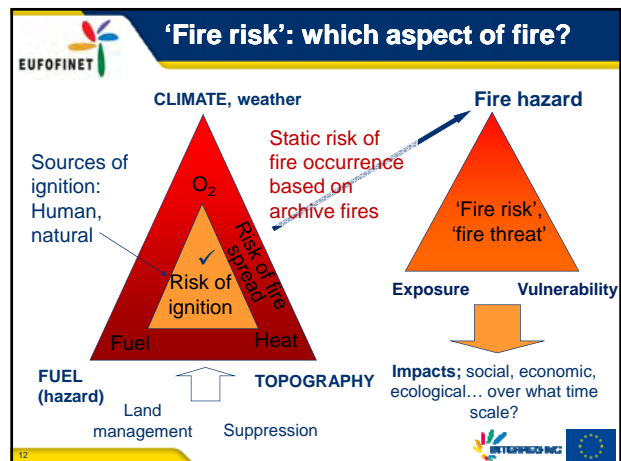 'Fire risk': which aspect of fire?
EUFOFINET
CLIMATE, weather
Fire hazard
Static risk of
fire occurrence
based on
archive fires
Sources of
ignition:
Human,
natural
O2
Risk of fire
spread
✓
Risk of
ignition
Fuel
Heat
'Fire risk',
'fire threat'
Exposure
Vulnerability
FUEL
(hazard)
TOPOGRAPHY
Land
management
Suppression
Impacts; social, economic,
ecological... over what time
scale?
INTERREG IVC
12